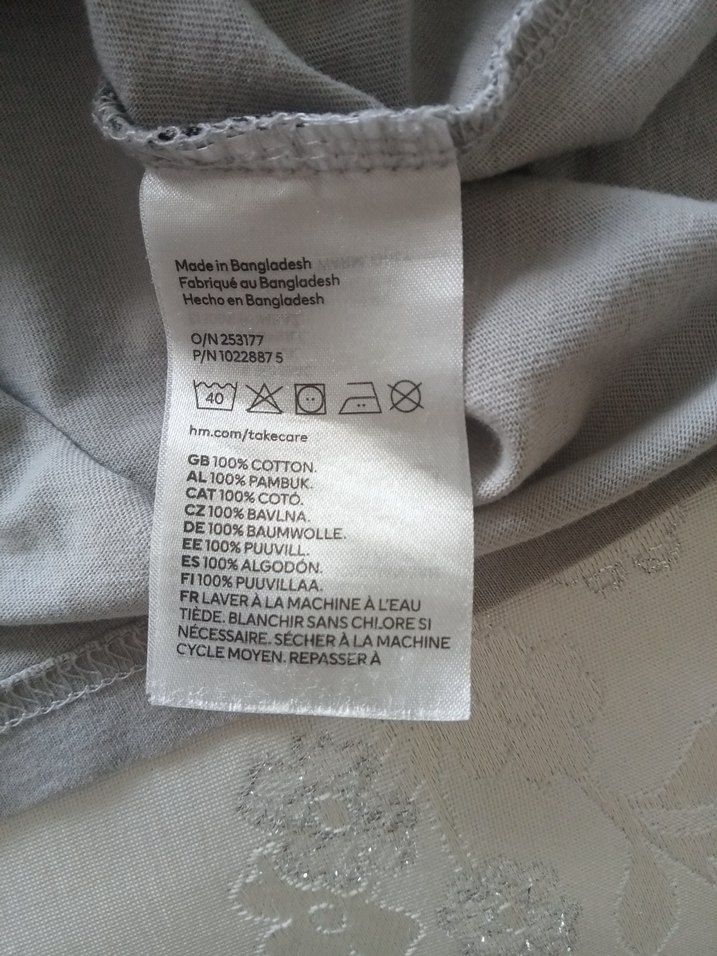 Made in Bangladesh
Fabriqué au Bangladesh
Hecho en Bangladesh
O/N 253177
P/N 1022887 5
40
hm.com/takecare
GB 100% COTTON.
AL 100% PAMBUK.
CAT 100% COTÓ.
CZ 100% BAVLNA.
DE 100% BAUMWOLLE.
EE 100% PUUVILL.
ES 100% ALGODÓN.
FI 100% PUUVILLAA.
FR LAVER À LA MACHINE À L'EAU
TIÈDE. BLANCHIR SANS CHLORE SI
NÉCESSAIRE. SÉCHER À LA MACHINE
CYCLE MOYEN. REPASSER À